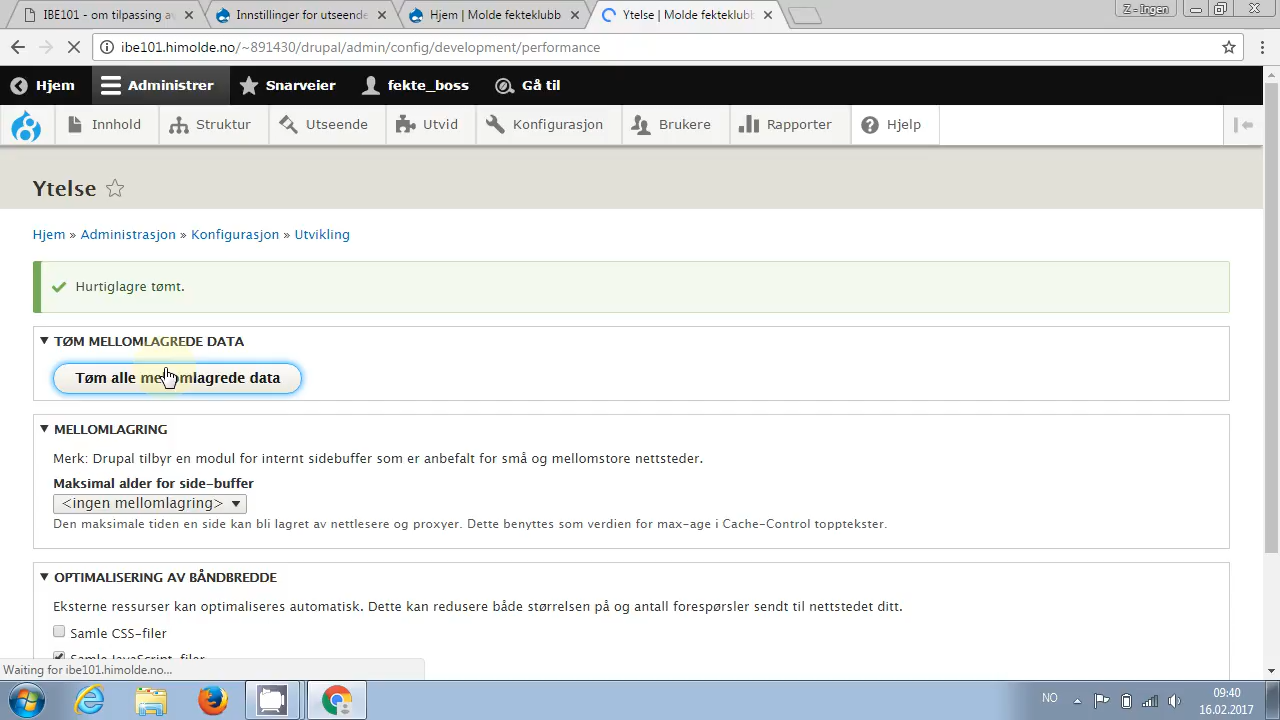 IBE101 - om tilpassing av
Innstillinger for utseende
Hjem | Molde fekteklubb
Ytelse | Molde fekteklubb
Z - Ingen
ibe101.himolde.no/~891430/drupal/admin/config/development/performance
Hjem
Administrer
Snarveier
fekte_boss
Gå til
Innhold
Struktur
Utseende
Utvid
Konfigurasjon
Brukere
Rapporter
Hjelp
Ytelse
Hjem » Administrasjon » Konfigurasjon » Utvikling
Hurtiglagre tømt.
TØM MELLOMLAGREDE DATA
Tøm alle mellomlagrede data
MELLOMLAGRING
Merk: Drupal tilbyr en modul for internt sidebuffer som er anbefalt for små og mellomstore nettsteder.
Maksimal alder for side-buffer
<ingen mellomlagring>
Den maksimale tiden en side kan bli lagret av nettlesere og proxyer. Dette benyttes som verdien for max-age i Cache-Control topptekster.
OPTIMALISERING AV BÅNDBREDDE
Eksterne ressurser kan optimaliseres automatisk. Dette kan redusere både størrelsen på og antall forespørsler sendt til nettstedet ditt.
Samle CSS-filer
Samle JavaScript-filer
Waiting for ibe101.himolde.no...
NO
09:40
16.02.2017